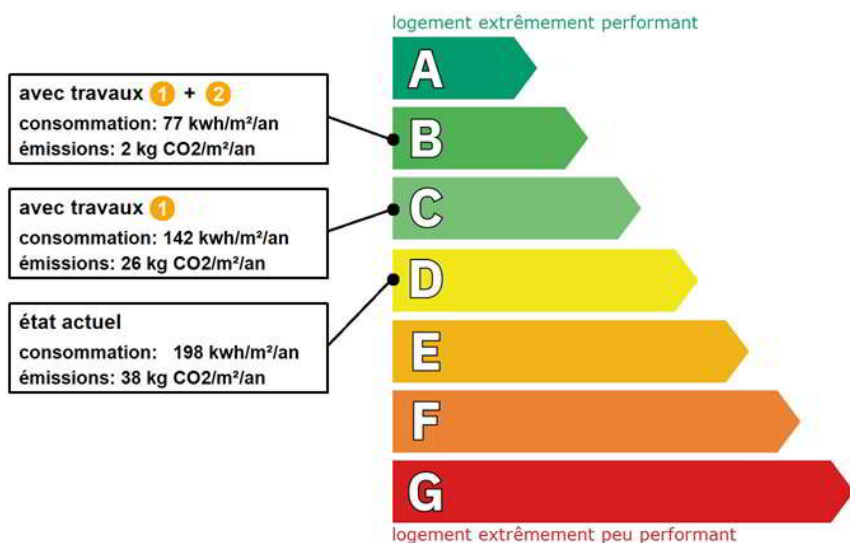 logement extrêmement performant
A
avec travaux 1 + 2
consommation: 77 kwh/m²/an
émissions: 2 kg CO2/m²/an
B
avec travaux 1
consommation: 142 kwh/m²/an
émissions: 26 kg CO2/m²/an
C
état actuel
consommation: 198 kwh/m²/an
émissions: 38 kg CO2/m²/an
D
E
F
G
logement extrêmement peu performant